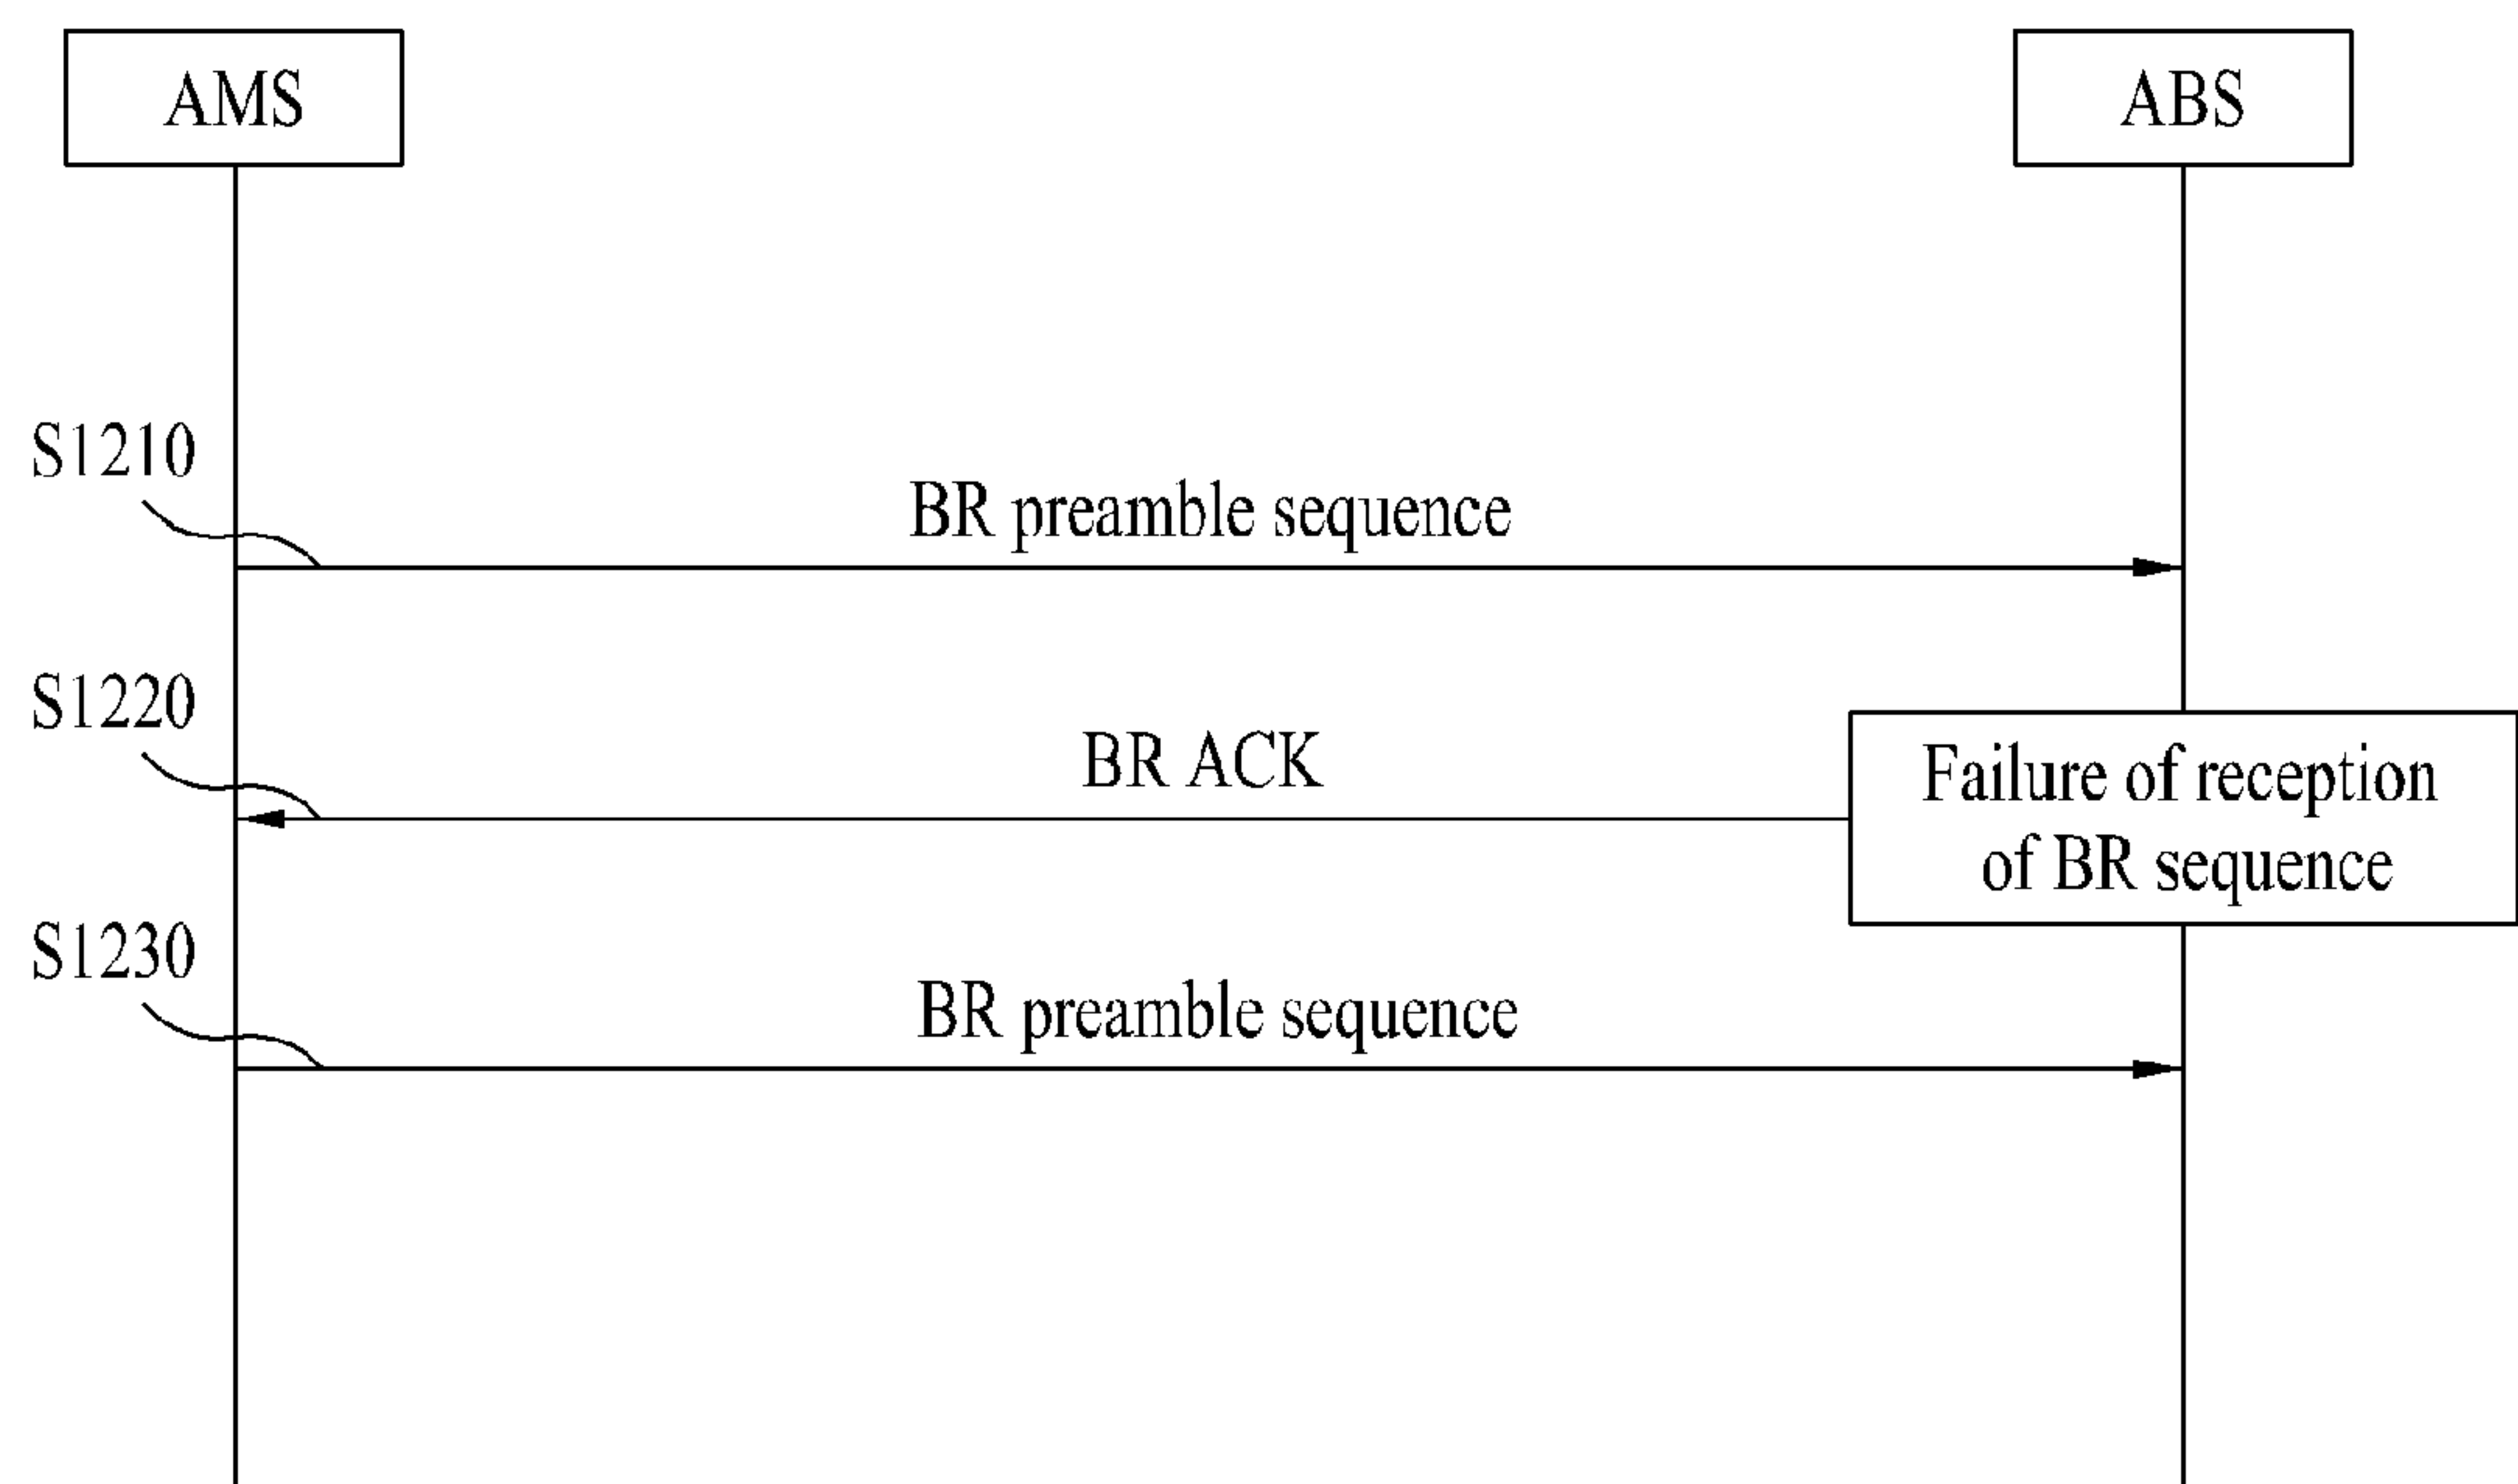 AMS
ABS
S1210
BR preamble sequence
S1220
BR ACK
Failure of reception
of BR sequence
S1230
BR preamble sequence